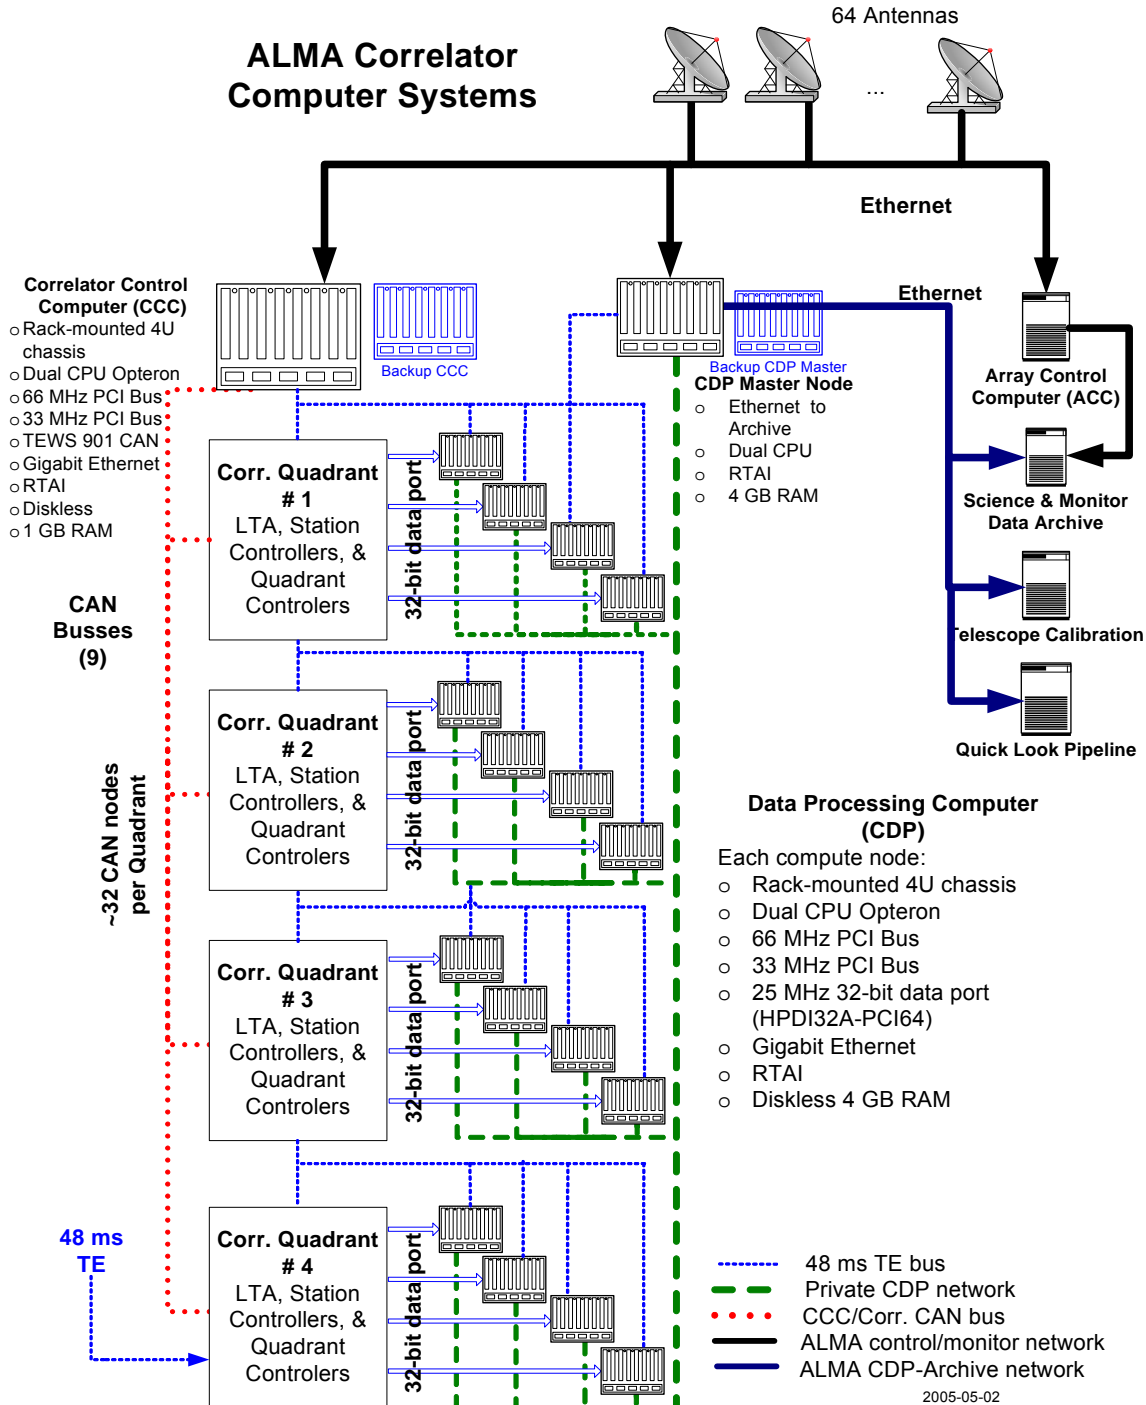 64 Antennas
ALMA Correlator
Computer Systems
...
Ethernet
Correlator Control
Computer (CCC)
o Rack-mounted 4U
chassis
o Dual CPU Opteron
o 66 MHz PCI Bus
o 33 MHz PCI Bus
o TEWS 901 CAN
o Gigabit Ethernet
o RTAI
o Diskless
o 1 GB RAM
Backup CCC
Backup CDP Master
CDP Master Node
o Ethernet to
Archive
o Dual CPU
o RTAI
o 4 GB RAM
Ethernet
Array Control
Computer (ACC)
Science & Monitor
Data Archive
Telescope Calibration
Quick Look Pipeline
CAN
Busses
(9)
~32 CAN nodes
per Quadrant
Corr. Quadrant
# 1
LTA, Station
Controllers, &
Quadrant
Controlers
32-bit data port
Corr. Quadrant
# 2
LTA, Station
Controllers, &
Quadrant
Controlers
32-bit data port
Corr. Quadrant
# 3
LTA, Station
Controllers, &
Quadrant
Controlers
32-bit data port
Corr. Quadrant
# 4
LTA, Station
Controllers, &
Quadrant
Controlers
32-bit data port
48 ms
TE
Data Processing Computer
(CDP)
Each compute node:
o Rack-mounted 4U chassis
o Dual CPU Opteron
o 66 MHz PCI Bus
o 33 MHz PCI Bus
o 25 MHz 32-bit data port
(HPDI32A-PCI64)
o Gigabit Ethernet
o RTAI
o Diskless 4 GB RAM
48 ms TE bus
Private CDP network
CCC/Corr. CAN bus
ALMA control/monitor network
ALMA CDP-Archive network
2005-05-02